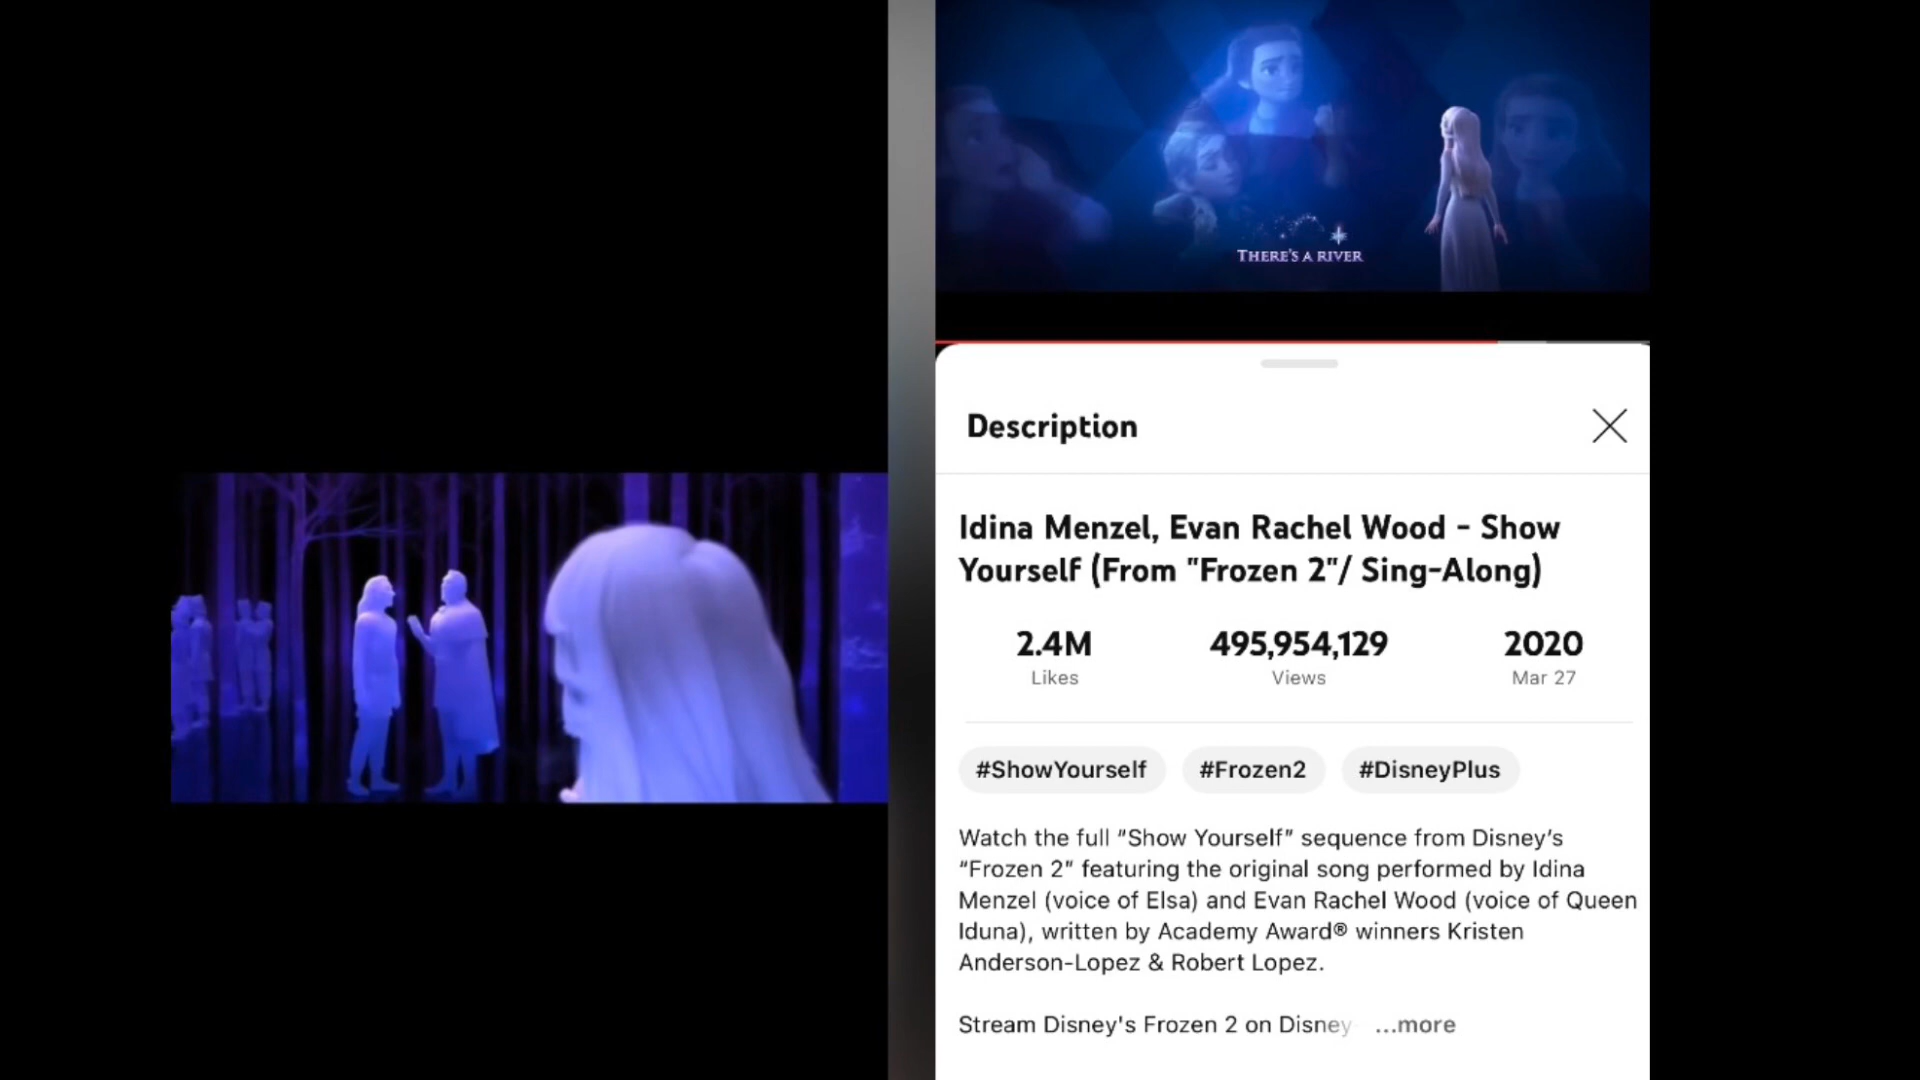 THERE'S A RIVER
Description
Idina Menzel, Evan Rachel Wood - Show
Yourself (From "Frozen 2"/ Sing-Along)
2.4M
495,954,129
2020
Likes
Views
Mar 27
#ShowYourself
#Frozen2
#DisneyPlus
Watch the full “Show Yourself” sequence from Disney’s
“Frozen 2” featuring the original song performed by Idina
Menzel (voice of Elsa) and Evan Rachel Wood (voice of Queen
Iduna), written by Academy Award® winners Kristen
Anderson-Lopez & Robert Lopez.
Stream Disney's Frozen 2 on Disney ...more